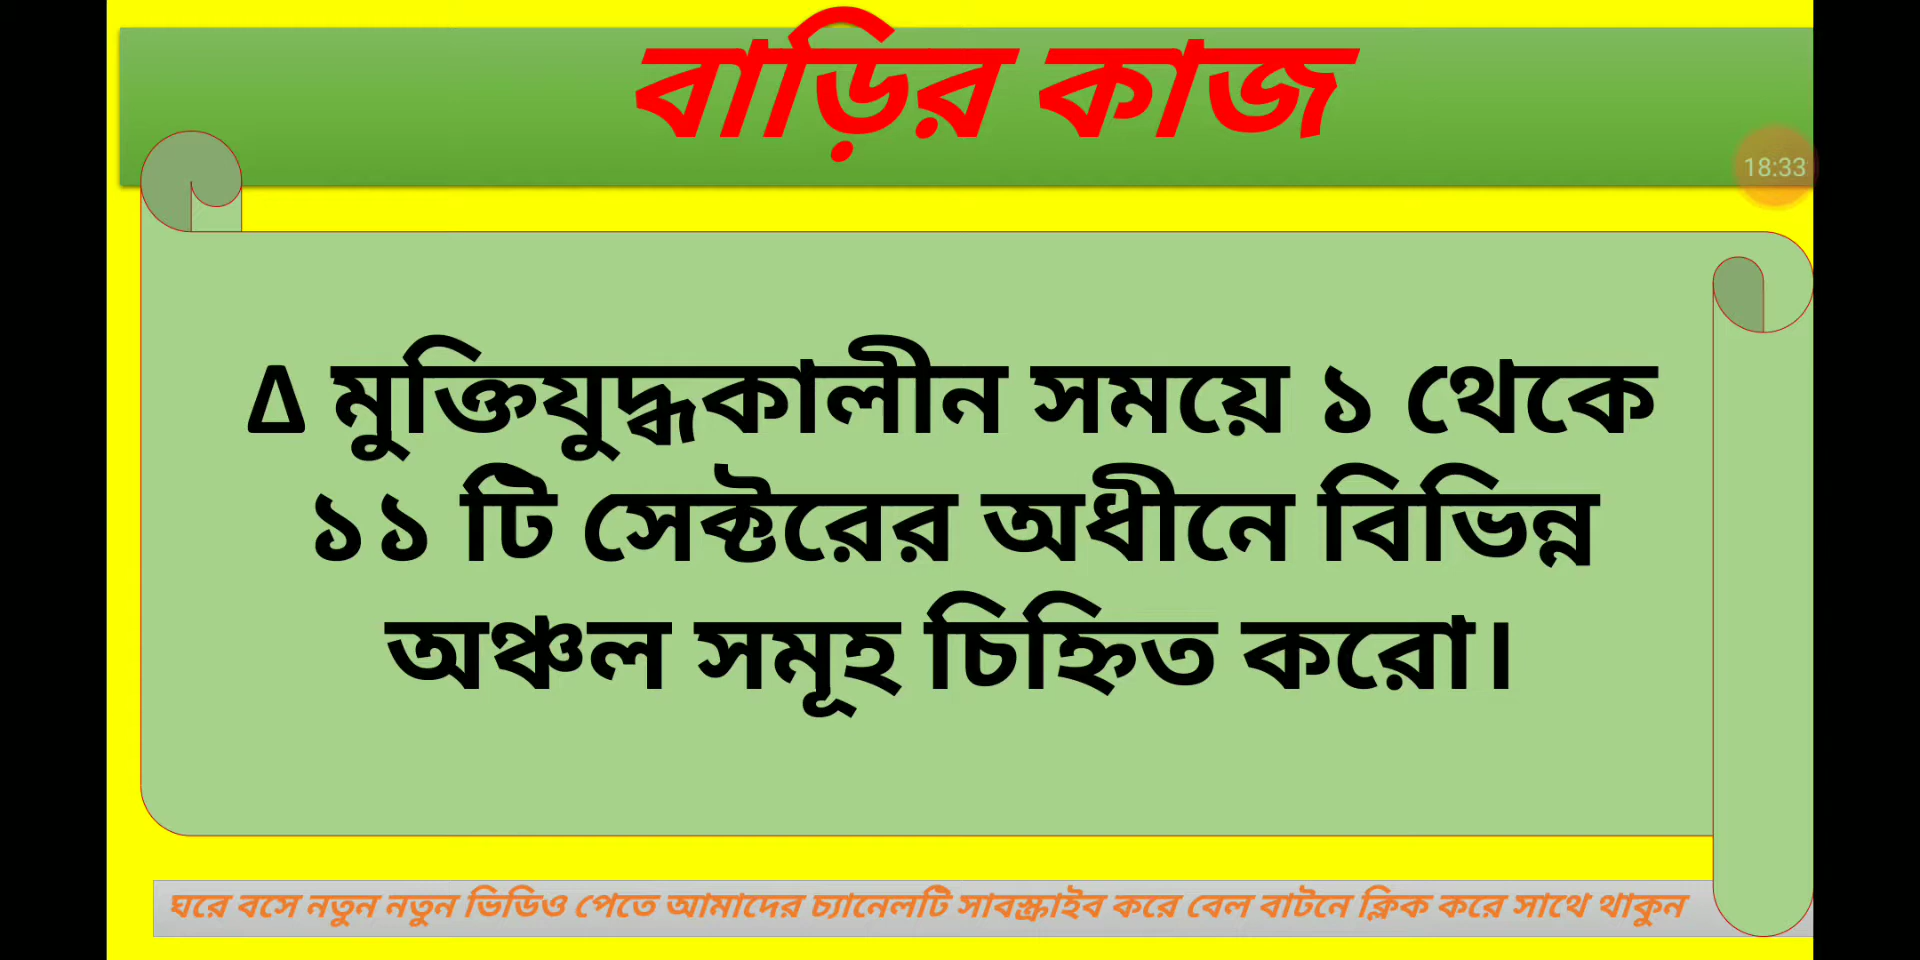 বাড়ির কাজ
18:33
Δ মুক্তিযুদ্ধকালীন সময়ে ১ থেকে
১১ টি সেক্টরের অধীনে বিভিন্ন
অঞ্চল সমূহ চিহ্নিত করো।
ঘরে বসে নতুন নতুন ভিডিও পেতে আমাদের চ্যানেলটি সাবস্ক্রাইব করে বেল বাটনে ক্লিক করে সাথে থাকুন